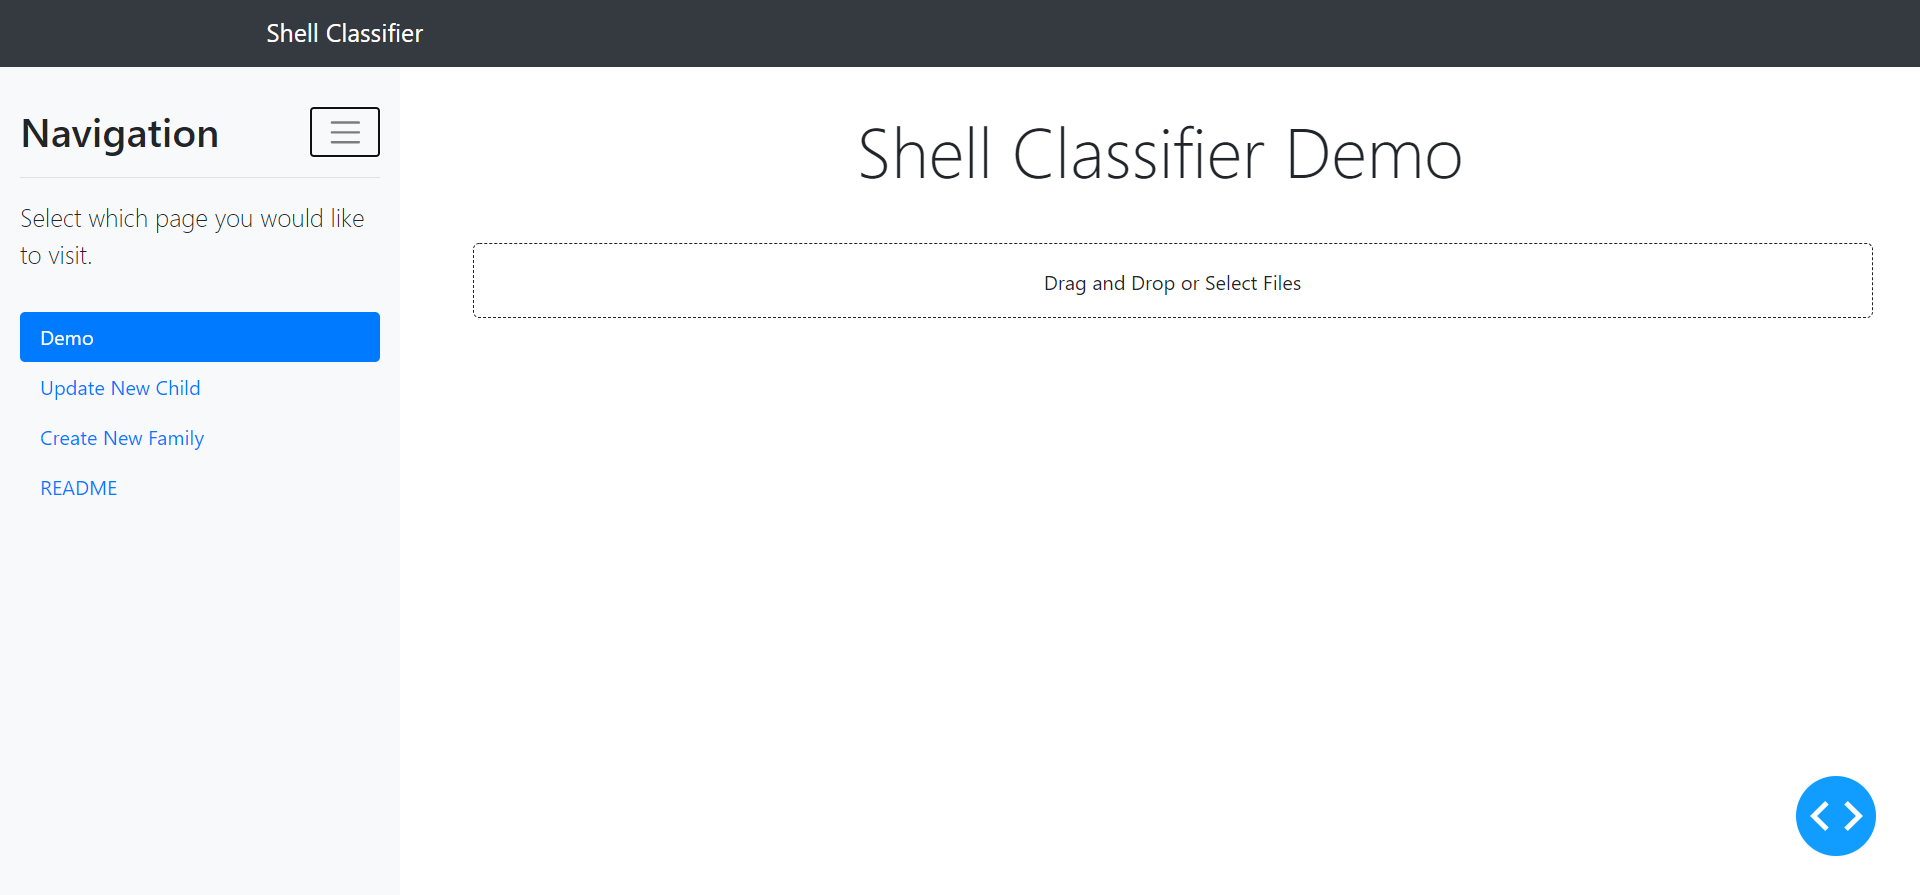 Shell Classifier
Navigation
Select which page you would like
to visit.
Demo
Update New Child
Create New Family
README
Shell Classifier Demo
Drag and Drop or Select Files